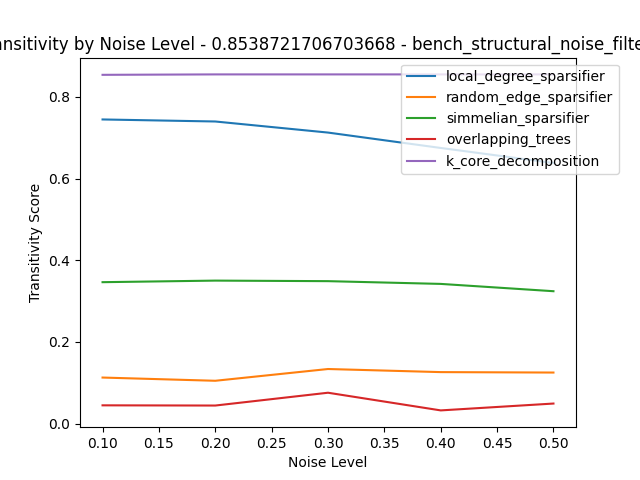 ansitivity by Noise Level - 0.8538721706703668 - bench_structural_noise_filte
local_degree_sparsifier
random_edge_sparsifier
simmelian_sparsifier
overlapping_trees
k_core_decomposition
Transitivity Score
0.8
0.6
0.4
0.2
0.0
0.10 0.15 0.20 0.25 0.30 0.35 0.40 0.45 0.50
Noise Level